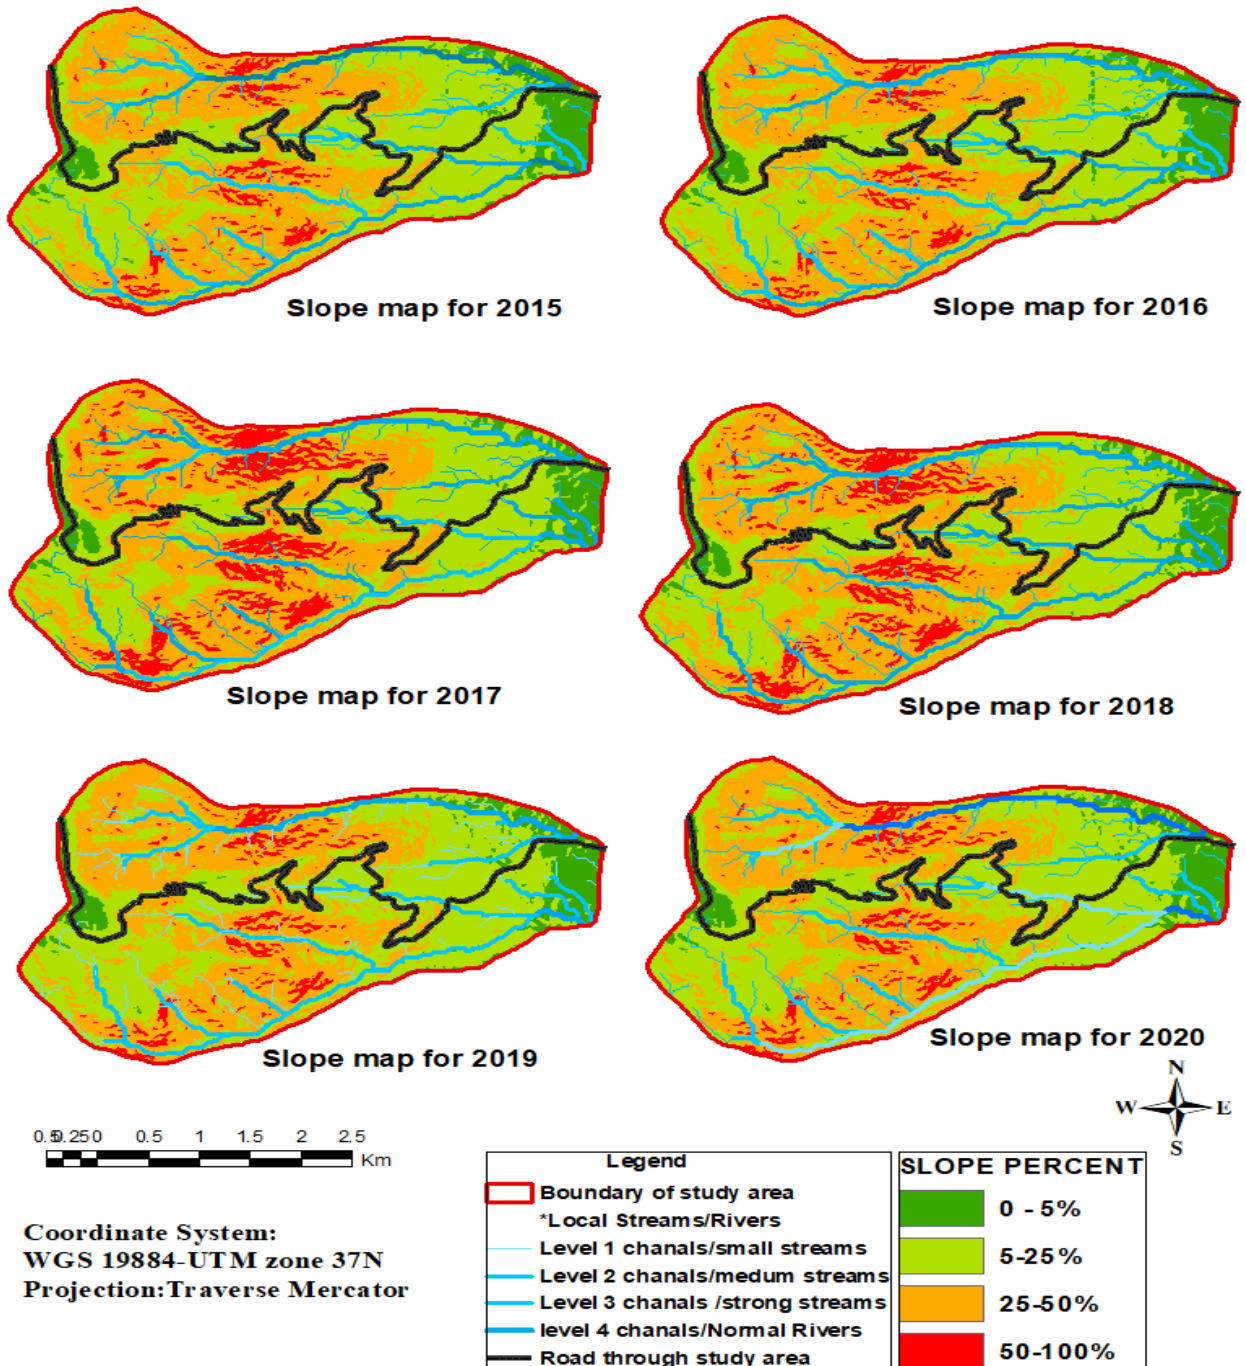 Slope map for 2015
Slope map for 2016
Slope map for 2017
Slope map for 2018
Slope map for 2019
Slope map for 2020
N
W E
S
0.50.250 0.5 1 1.5 2 2.5
Km
Coordinate System:
WGS 19884-UTM zone 37N
Projection:Traverse Mercator
Legend
Boundary of study area
*Local Streams/Rivers
Level 1 chanals/small streams
Level 2 chanals/medum streams
Level 3 chanals /strong streams
level 4 chanals/Normal Rivers
Road through study area
SLOPE PERCENT
0 - 5%
5-25%
25-50%
50-100%